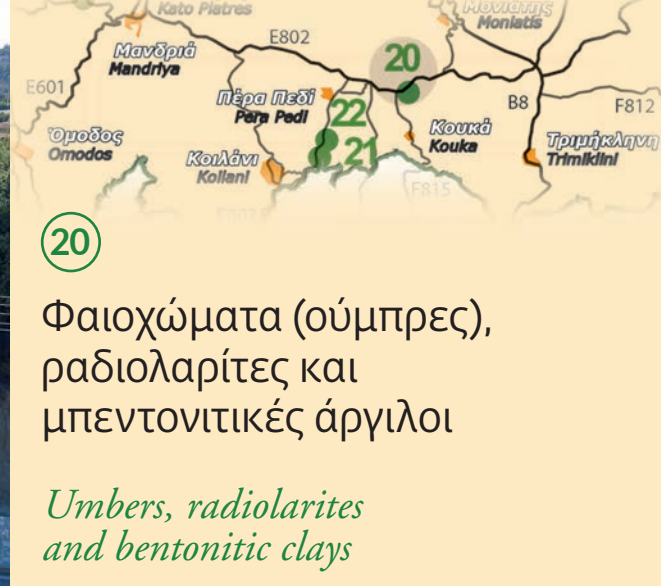 Kato Platres
Μονιάτης
Moniatis
Μανδριά
Mandriya
E802
20
E601
Πέρα Πεδί
Pera Pedi
22
B8
F812
Όμοδος
Omodos
Κοιλάνι
Koilani
21
Κουκά
Kouka
Τριμήκληνη
Trimiklini
F815
20
Φαιοχώματα (ούμπρες),
ραδιολαρίτες και
μπεντονιτικές άργιλοι
Umbers, radiolarites
and bentonitic clays